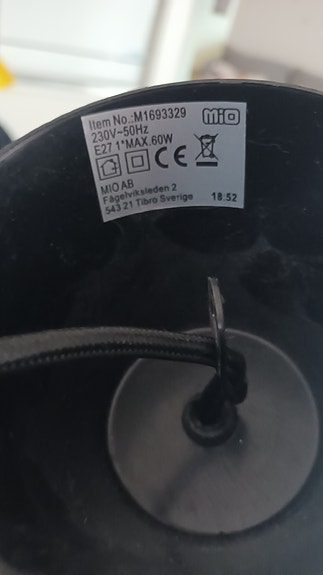 Item No.:M1693329
mio
230V~50Hz
E27 1*MAX.60W
CE
MIO AB
Fågelviksleden 2
543 21 Tibro Sverige 18.52